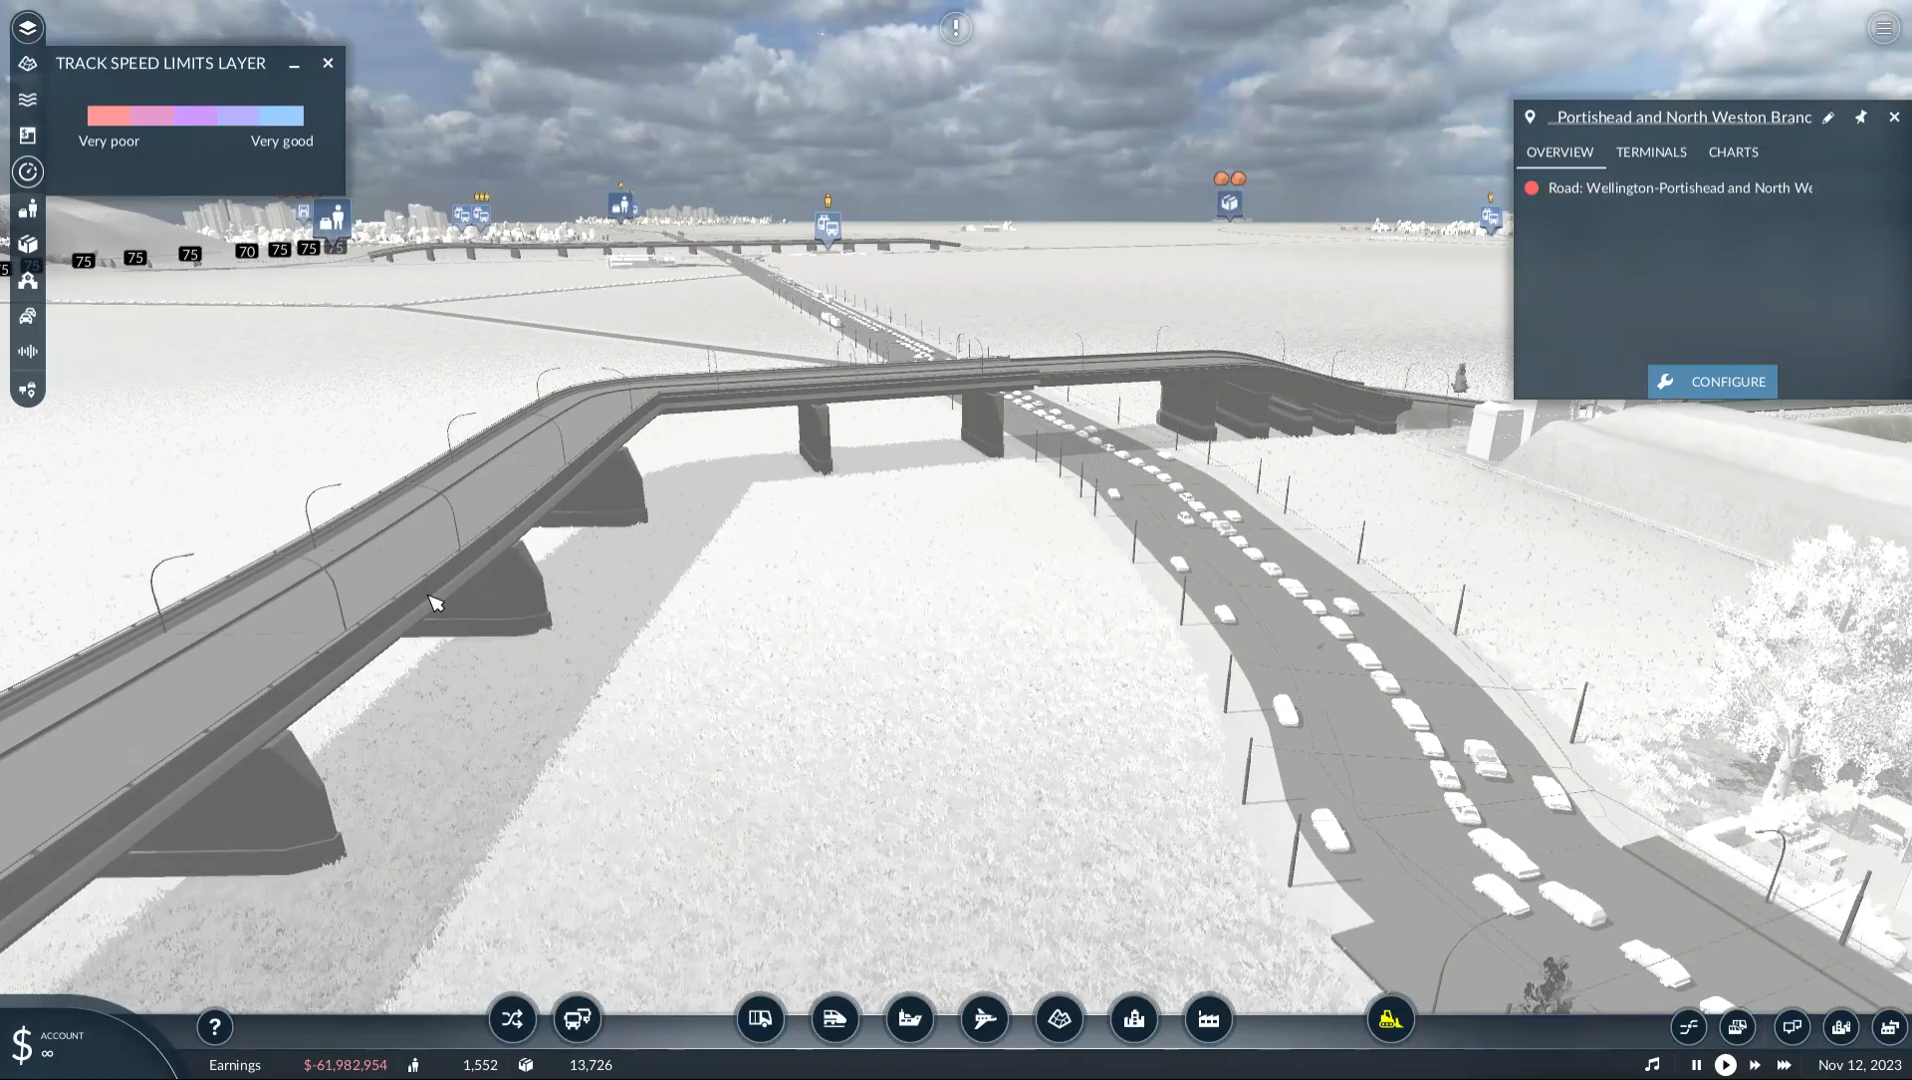 TRACK SPEED LIMITS LAYER
Very poor
Very good
Portishead and North Weston Branc
OVERVIEW
TERMINALS
CHARTS
Road: Wellington-Portishead and North We
CONFIGURE
75
75
75
75
70
75
75
75
ACCOUNT
$ ∞
?
Earnings
$-61,982,954
1,552
13,726
Nov 12, 2023